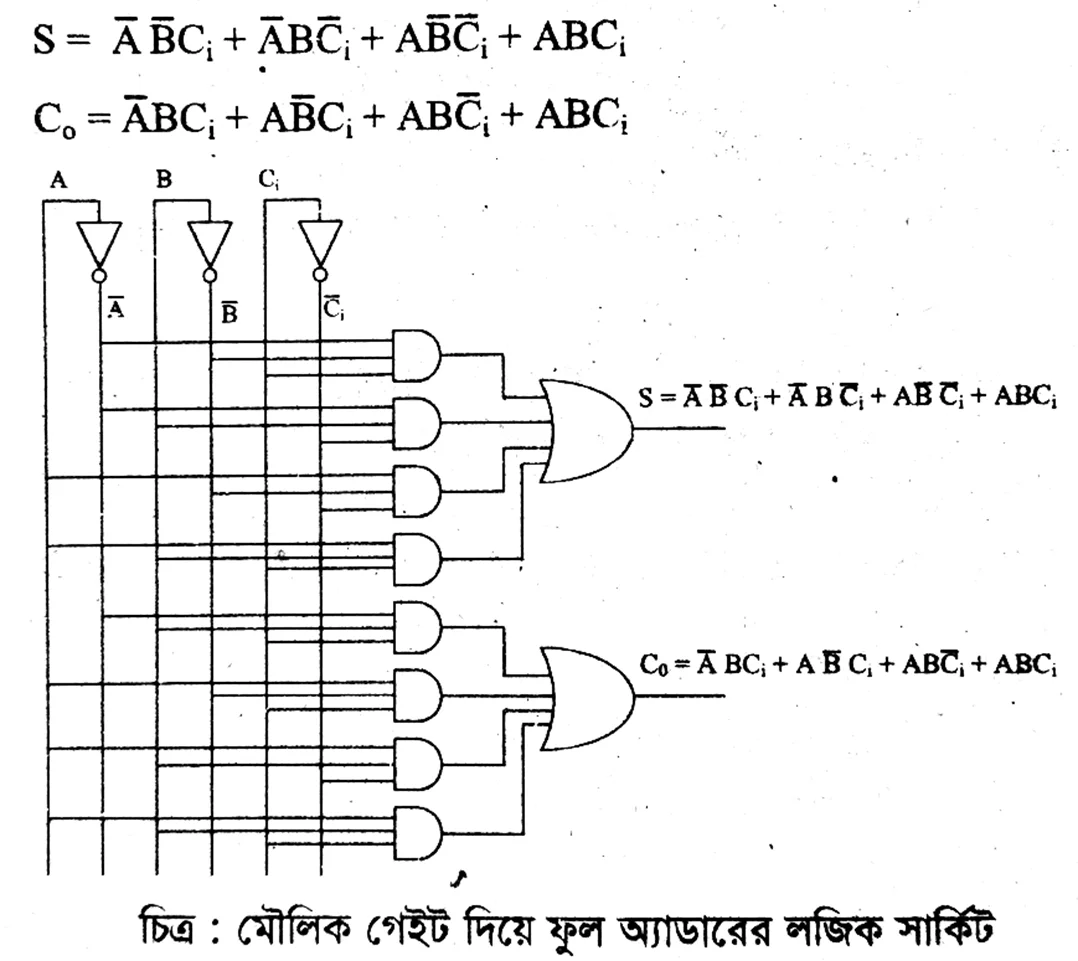 S = A̅ B̅Cᵢ + A̅BC̅ᵢ + AB̅C̅ᵢ + ABCᵢ
Cₒ = A̅BCᵢ + AB̅Cᵢ + ABC̅ᵢ + ABCᵢ
A B Cᵢ
A̅ B̅ C̅ᵢ
S = A̅ B̅ Cᵢ + A̅ B C̅ᵢ + AB̅ C̅ᵢ + ABCᵢ
C₀ = A̅ BCᵢ + A B̅ Cᵢ + ABC̅ᵢ + ABCᵢ
চিত্র : মৌলিক গেইট দিয়ে ফুল অ্যাডারের লজিক সার্কিট